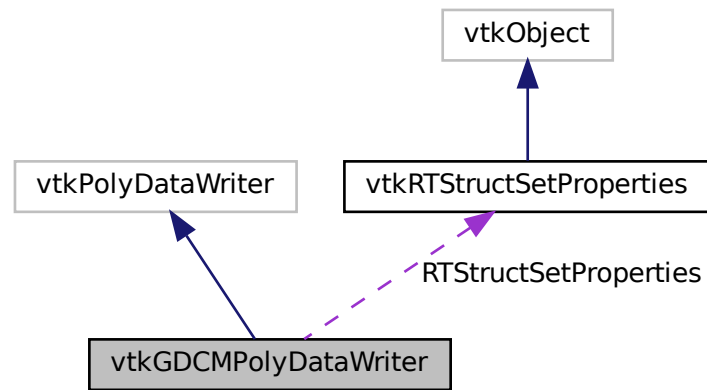 vtkObject
vtkPolyDataWriter
vtkRTStructSetProperties
RTStructSetProperties
vtkGDCMPolyDataWriter